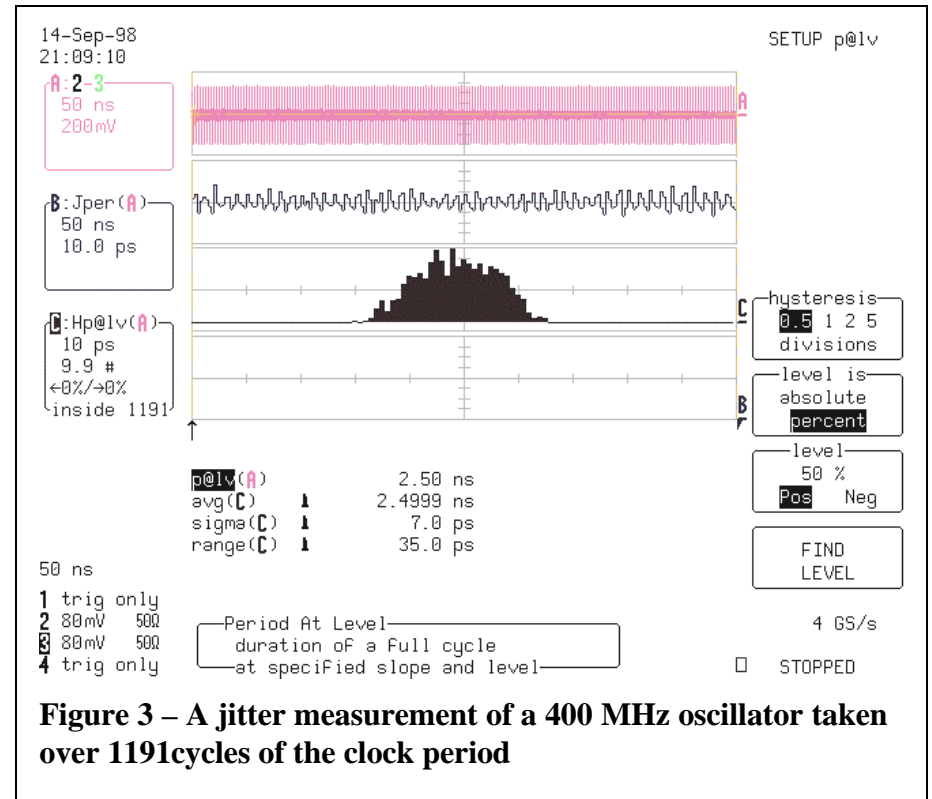 14-Sep-98
21:09:10
SETUP p@lv
A:2-3
50 ns
200mV
A
B:Jper(A)
50 ns
10.0 ps
C:Hp@lv(A)
10 ps
9.9 #
←0%/→0%
inside 1191
C
B
hysteresis
0.5 1 2 5
divisions
level is
absolute
percent
level
50 %
Pos Neg
FIND
LEVEL
p@lv(A) 2.50 ns
avg(C) 2.4999 ns
sigma(C) 7.0 ps
range(C) 35.0 ps
50 ns
1 trig only
2 80mV 50Ω
3 80mV 50Ω
4 trig only
Period At Level
duration of a full cycle
at specified slope and level
4 GS/s
STOPPED
Figure 3 – A jitter measurement of a 400 MHz oscillator taken
over 1191cycles of the clock period